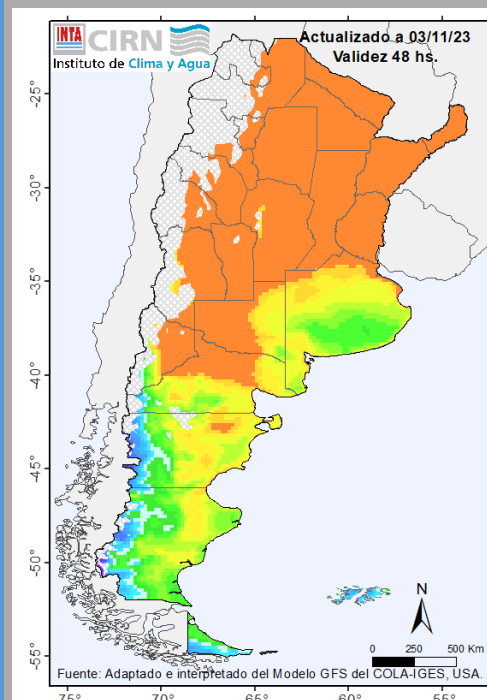 INTA CIRN
Instituto de Clima y Agua
Actualizado a 03/11/23
Validez 48 hs.
25°
30°
35°
40°
45°
50°
55°
N
0 250 500 Km
Fuente: Adaptado e interpretado del Modelo GFS del COLA-IGES, USA.
75° 70° 65° 60° 55°